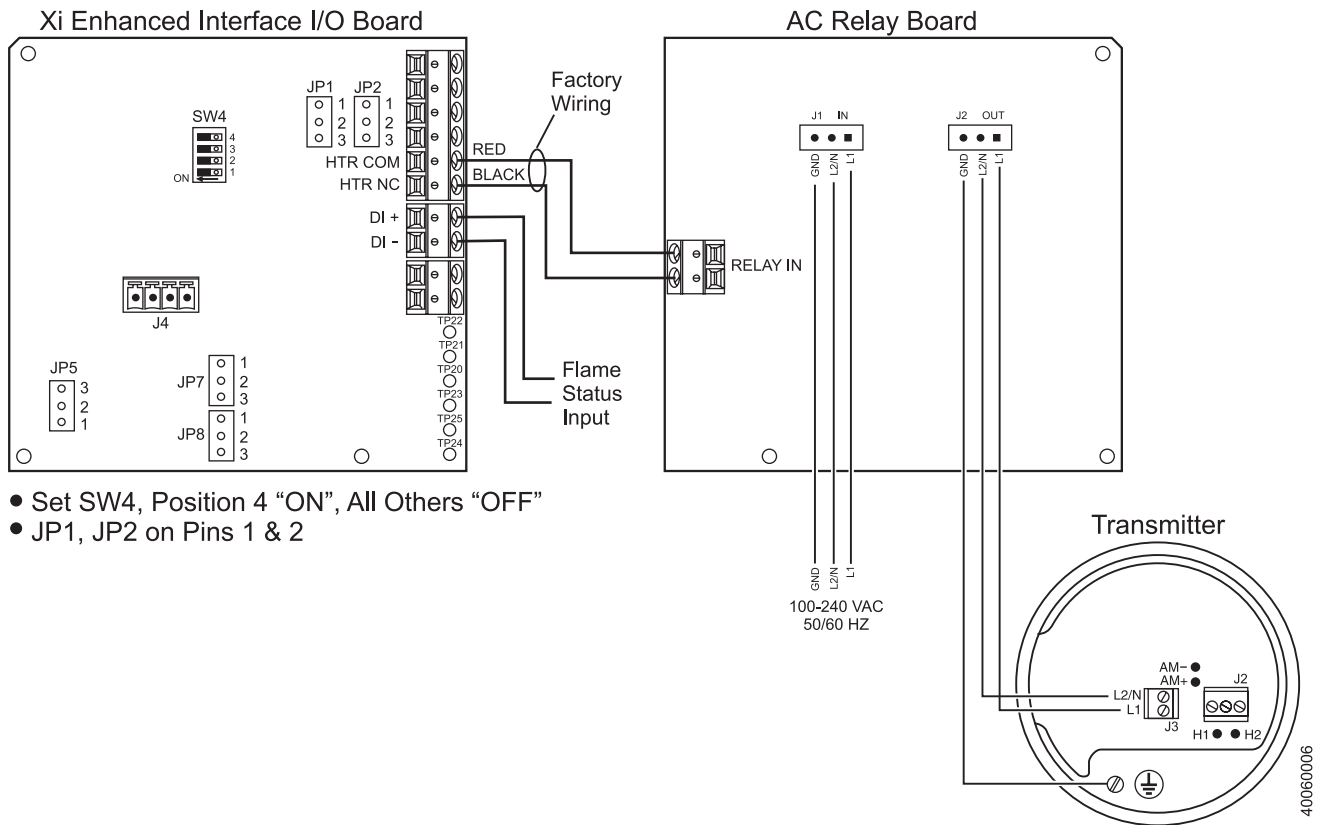 Xi Enhanced Interface I/O Board
AC Relay Board
JP1
JP2
1
2
3
1
2
3
SW4
4
3
2
1
ON
HTR COM
HTR NC
DI +
DI -
RED
BLACK
Factory
Wiring
J4
TP22
TP21
TP20
TP23
TP25
TP24
JP5
3
2
1
JP7
1
2
3
JP8
1
2
3
Flame
Status
Input
J1 IN
GND
L2/N
L1
J2 OUT
GND
L2/N
L1
RELAY IN
GND
L2/N
L1
100-240 VAC
50/60 HZ
● Set SW4, Position 4 “ON”, All Others “OFF”
● JP1, JP2 on Pins 1 & 2
Transmitter
AM-
AM+
J2
L2/N
L1
J3
H1
H2
40060006